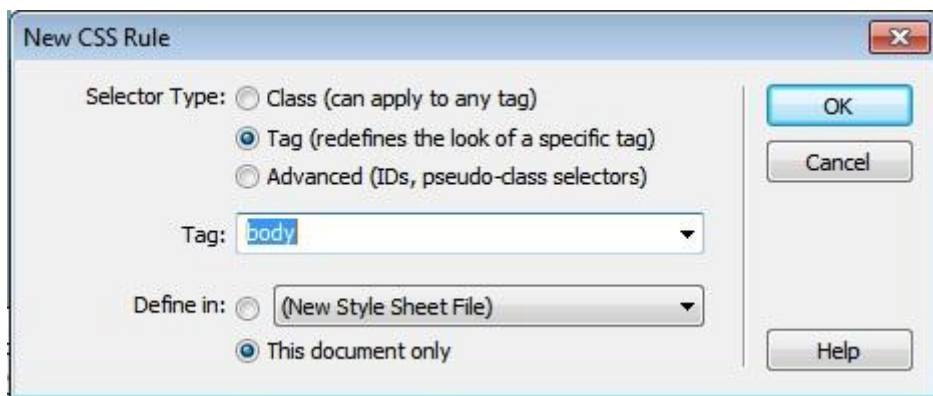 New CSS Rule
Selector Type: Class (can apply to any tag)
Tag (redefines the look of a specific tag)
Advanced (IDs, pseudo-class selectors)
Tag: body
Define in: (New Style Sheet File)
This document only
OK
Cancel
Help